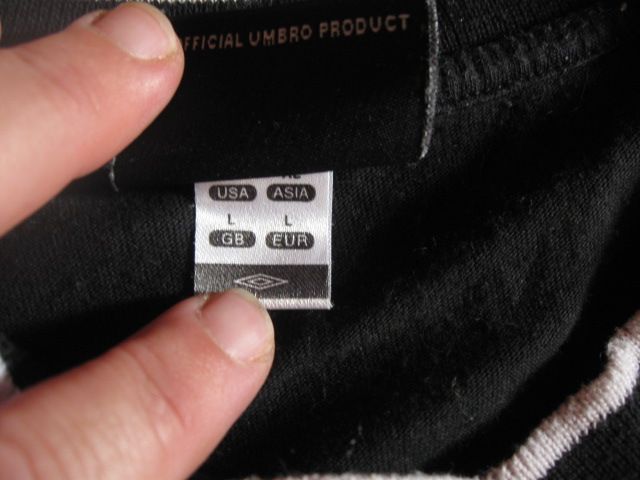 OFFICIAL UMBRO PRODUCT
USA ASIA
L L
GB EUR